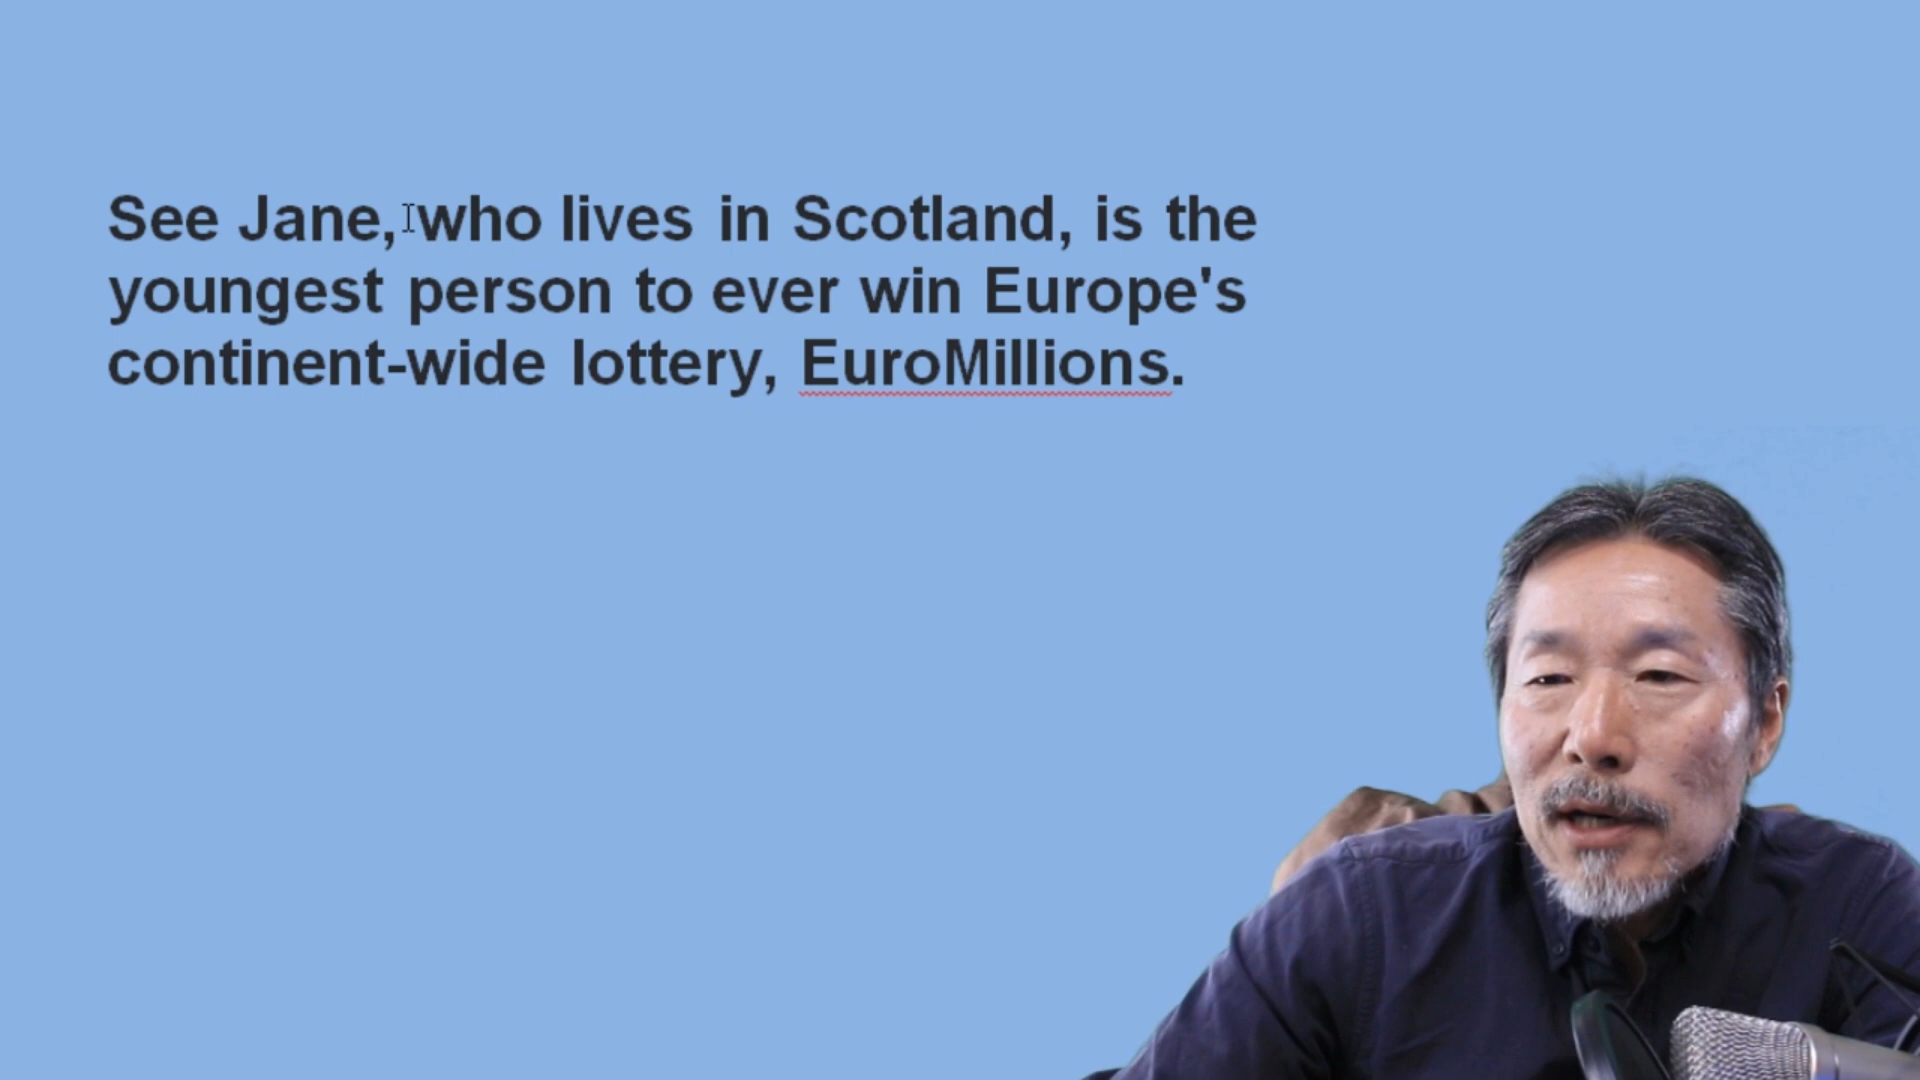 See Jane, who lives in Scotland, is the
youngest person to ever win Europe's
continent-wide lottery, EuroMillions.